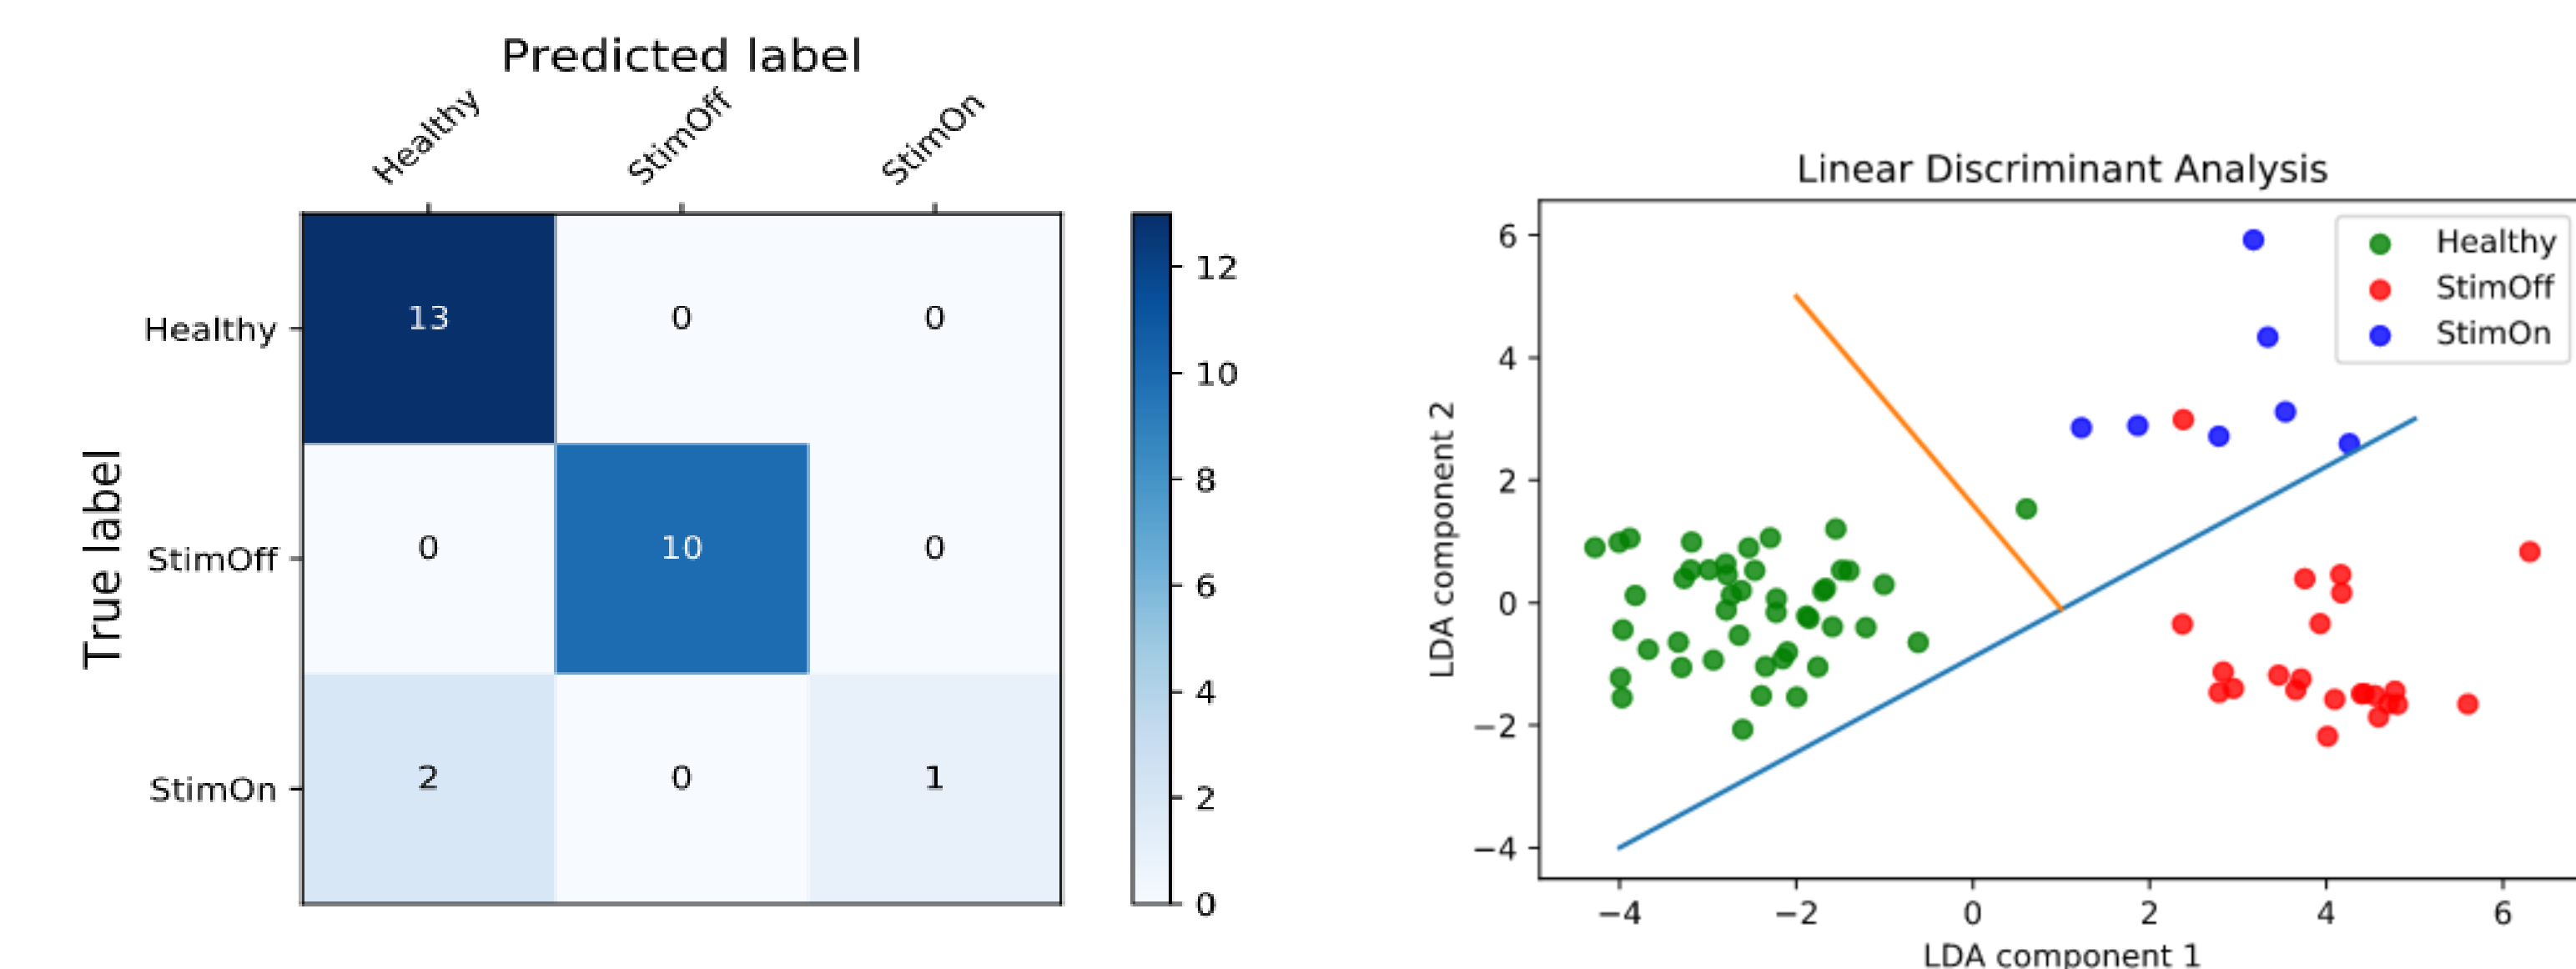 Predicted label
Healthy
StimOff
StimOn
True label
Healthy
13
0
0
StimOff
0
10
0
StimOn
2
0
1
12
10
8
6
4
2
0
Linear Discriminant Analysis
Healthy
StimOff
StimOn
LDA component 2
6
4
2
0
−2
−4
−4
−2
0
2
4
6
LDA component 1